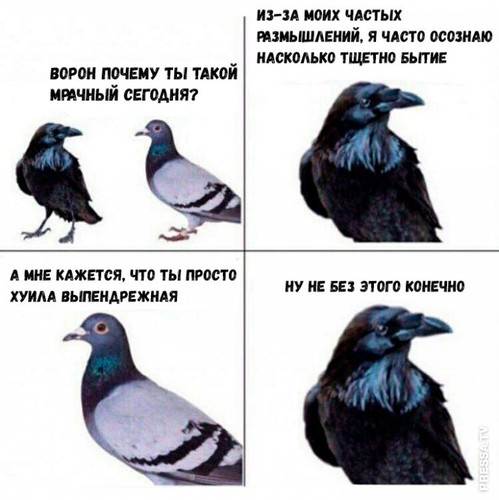 ВОРОН ПОЧЕМУ ТЫ ТАКОЙ
МРАЧНЫЙ СЕГОДНЯ?
ИЗ-ЗА МОИХ ЧАСТЫХ
РАЗМЫШЛЕНИЙ, Я ЧАСТО ОСОЗНАЮ
НАСКОЛЬКО ТЩЕТНО БЫТИЕ
А МНЕ КАЖЕТСЯ, ЧТО ТЫ ПРОСТО
ХУИЛА ВЫПЕНДРЕЖНАЯ
НУ НЕ БЕЗ ЭТОГО КОНЕЧНО
PRESSA.TV